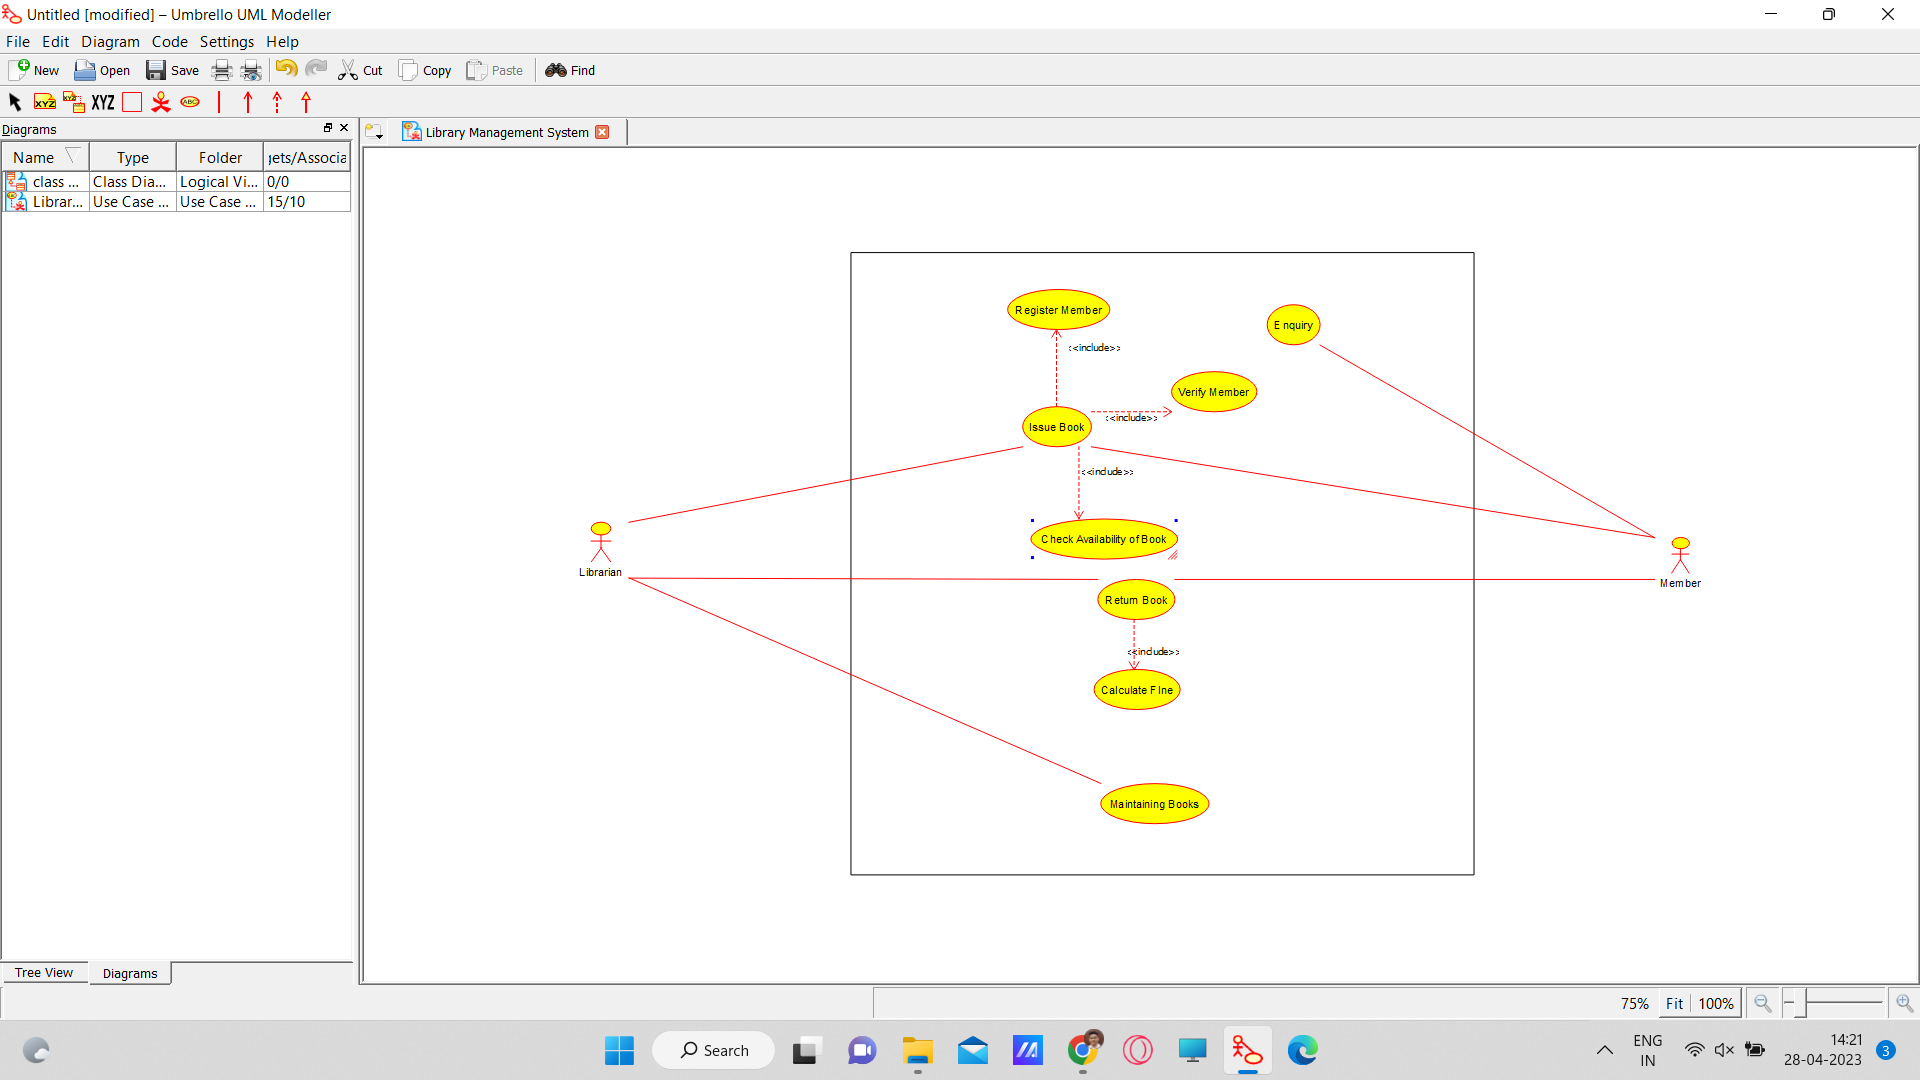 Untitled [modified] – Umbrello UML Modeller
File Edit Diagram Code Settings Help
New Open Save Cut Copy Paste Find
XYZ XYZ XYZ ABC
Diagrams
Library Management System
Name Type Folder jets/Associa
class ... Class Dia... Logical Vi... 0/0
Librar... Use Case ... Use Case ... 15/10
Register Member
Enquiry
<<include>>
Verify Member
<<include>>
Issue Book
<<include>>
Check Availability of Book
Librarian
Member
Return Book
<<include>>
Calculate FIne
Maintaining Books
Tree View Diagrams
75% Fit 100%
Search
ENG
IN
14:21
28-04-2023
3